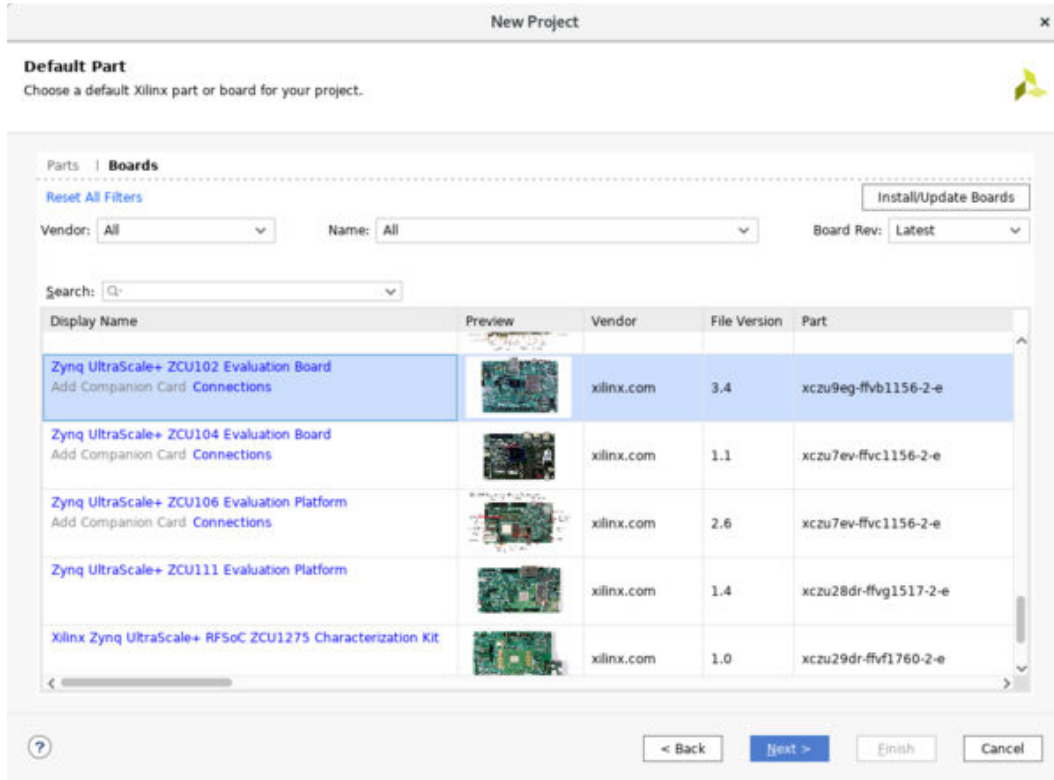 New Project
Default Part
Choose a default Xilinx part or board for your project.
Parts | Boards
Reset All Filters
Install/Update Boards
Vendor: All
Name: All
Board Rev: Latest
Search:
Display Name Preview Vendor File Version Part
Zynq UltraScale+ ZCU102 Evaluation Board
Add Companion Card Connections
xilinx.com 3.4 xczu9eg-ffvb1156-2-e
Zynq UltraScale+ ZCU104 Evaluation Board
Add Companion Card Connections
xilinx.com 1.1 xczu7ev-ffvc1156-2-e
Zynq UltraScale+ ZCU106 Evaluation Platform
Add Companion Card Connections
xilinx.com 2.6 xczu7ev-ffvc1156-2-e
Zynq UltraScale+ ZCU111 Evaluation Platform
xilinx.com 1.4 xczu28dr-ffvg1517-2-e
Xilinx Zynq UltraScale+ RFSoC ZCU1275 Characterization Kit
xilinx.com 1.0 xczu29dr-ffvf1760-2-e
? < Back Next > Finish Cancel